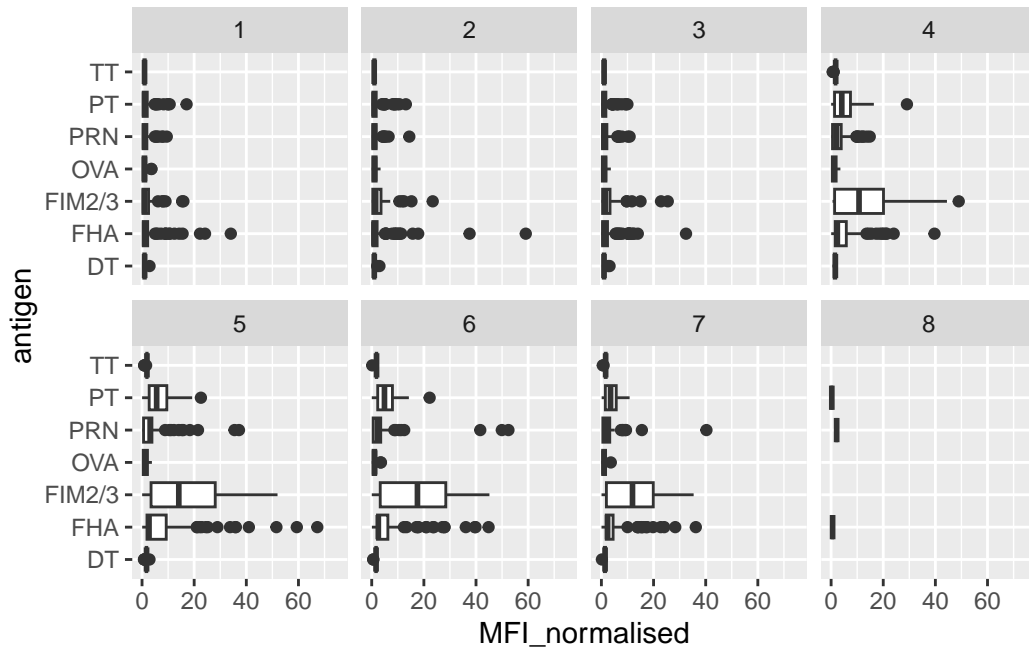 1 2 3 4
TT
PT
PRN
OVA
FIM2/3
FHA
DT
antigen
5 6 7 8
TT
PT
PRN
OVA
FIM2/3
FHA
DT
0 20 40 60 0 20 40 60 0 20 40 60 0 20 40 60
MFI_normalised